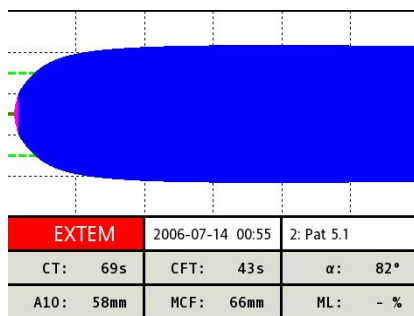 EXTEM 2006-07-14 00:55 2: Pat 5.1
CT: 69s CFT: 43s α: 82°
A10: 58mm MCF: 66mm ML: - %